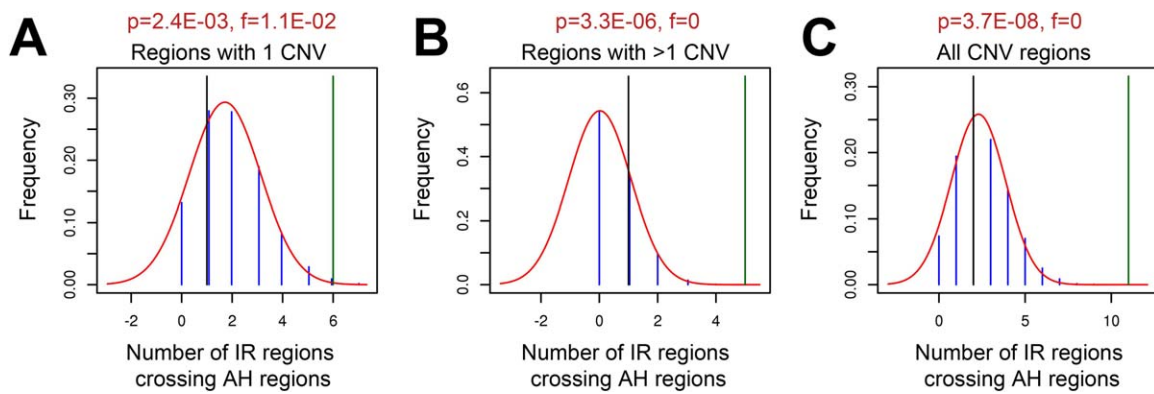 A
p=2.4E-03, f=1.1E-02
Regions with 1 CNV
Frequency
0.30
0.20
0.10
0.00
-2 0 2 4 6
Number of IR regions
crossing AH regions
B
p=3.3E-06, f=0
Regions with >1 CNV
Frequency
0.6
0.4
0.2
0.0
-2 0 2 4
Number of IR regions
crossing AH regions
C
p=3.7E-08, f=0
All CNV regions
Frequency
0.30
0.20
0.10
0.00
0 5 10
Number of IR regions
crossing AH regions